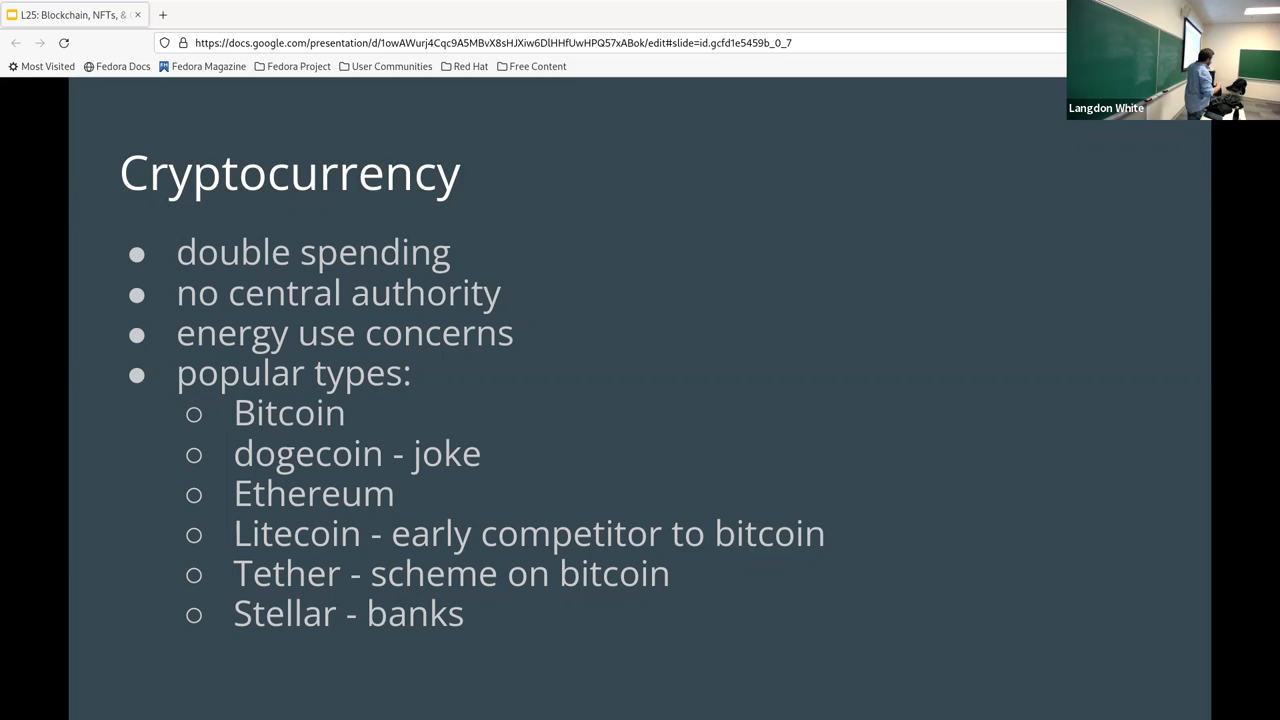 L25: Blockchain, NFTs, &
https://docs.google.com/presentation/d/1owAWurj4Cqc9A5MBvX8sHJXiw6DlHHfUwHPQ57xABok/edit#slide=id.gcfd1e5459b_0_7
Most Visited Fedora Docs Fedora Magazine Fedora Project User Communities Red Hat Free Content
Langdon White
Cryptocurrency
● double spending
● no central authority
● energy use concerns
● popular types:
○ Bitcoin
○ dogecoin - joke
○ Ethereum
○ Litecoin - early competitor to bitcoin
○ Tether - scheme on bitcoin
○ Stellar - banks